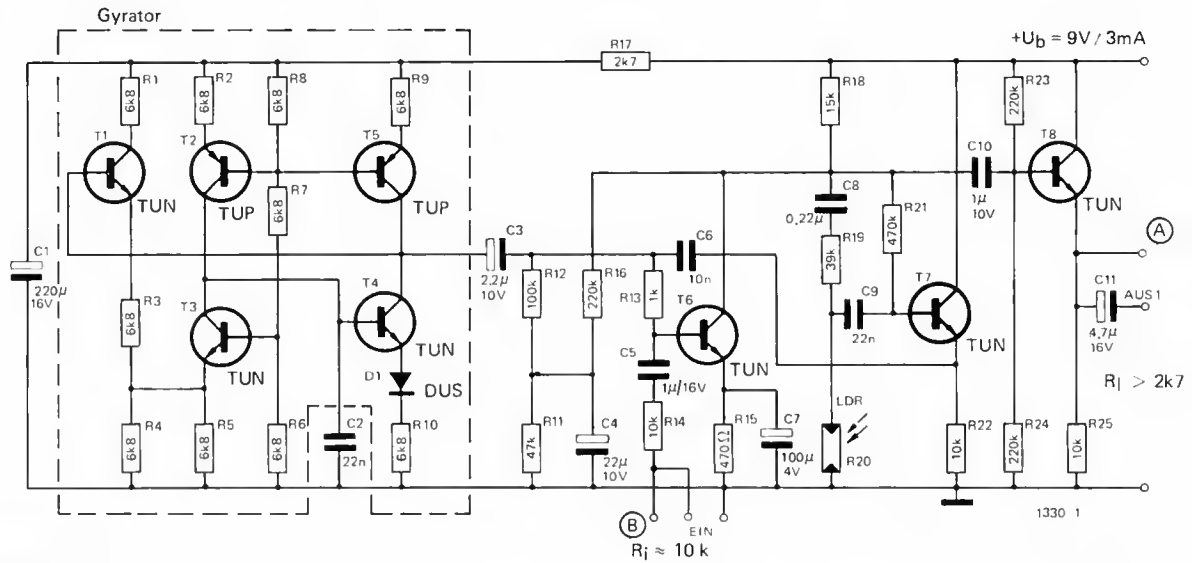 Gyrator
+Ub = 9V / 3mA
R17
2k7
R1
6k8
R2
6k8
R8
6k8
R9
6k8
R18
15k
R23
220k
T1
TUN
T2
TUP
T5
TUP
R7
6k8
C8
0,22µ
R21
470k
C10
1µ
10V
T8
TUN
A
C1
220µ
16V
C3
2,2µ
10V
R12
100k
R16
220k
R13
1k
C6
10n
R19
39k
T6
TUN
C9
22n
T7
TUN
C11
4,7µ
16V
AUS 1
R3
6k8
T3
TUN
T4
TUN
C5
1µ/16V
D1
DUS
Rl > 2k7
R4
6k8
R5
6k8
R6
6k8
C2
22n
R10
6k8
R11
47k
C4
22µ
10V
R14
10k
R15
470Ω
C7
100µ
4V
LDR
R20
R22
10k
R24
220k
R25
10k
B
EIN
Ri ≈ 10 k
1330 1